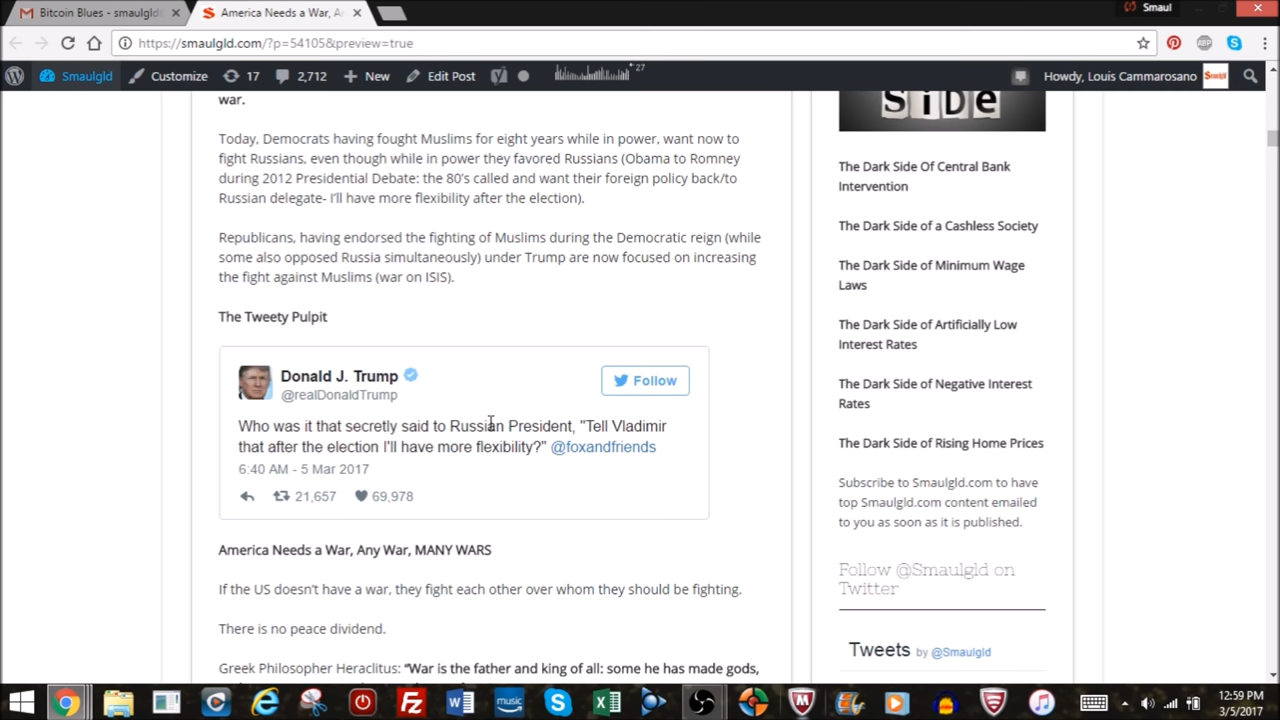 Bitcoin Blues - smaulgld
America Needs a War, A
Smaul
https://smaulgld.com/?p=54105&preview=true
Smaulgld
Customize
17
2,712
New
Edit Post
27
Howdy, Louis Cammarosano
war.
Today, Democrats having fought Muslims for eight years while in power, want now to
fight Russians, even though while in power they favored Russians (Obama to Romney
during 2012 Presidential Debate: the 80's called and want their foreign policy back/to
Russian delegate- I'll have more flexibility after the election).
Republicans, having endorsed the fighting of Muslims during the Democratic reign (while
some also opposed Russia simultaneously) under Trump are now focused on increasing
the fight against Muslims (war on ISIS).
The Tweety Pulpit
Donald J. Trump
@realDonaldTrump
Follow
Who was it that secretly said to Russian President, "Tell Vladimir
that after the election I'll have more flexibility?" @foxandfriends
6:40 AM - 5 Mar 2017
21,657
69,978
America Needs a War, Any War, MANY WARS
If the US doesn't have a war, they fight each other over whom they should be fighting.
There is no peace dividend.
Greek Philosopher Heraclitus: "War is the father and king of all: some he has made gods,
SiDe
The Dark Side Of Central Bank
Intervention
The Dark Side of a Cashless Society
The Dark Side of Minimum Wage
Laws
The Dark Side of Artificially Low
Interest Rates
The Dark Side of Negative Interest
Rates
The Dark Side of Rising Home Prices
Subscribe to Smaulgld.com to have
top Smaulgld.com content emailed
to you as soon as it is published.
Follow @Smaulgld on
Twitter
Tweets by @Smaulgld
music
12:59 PM
3/5/2017